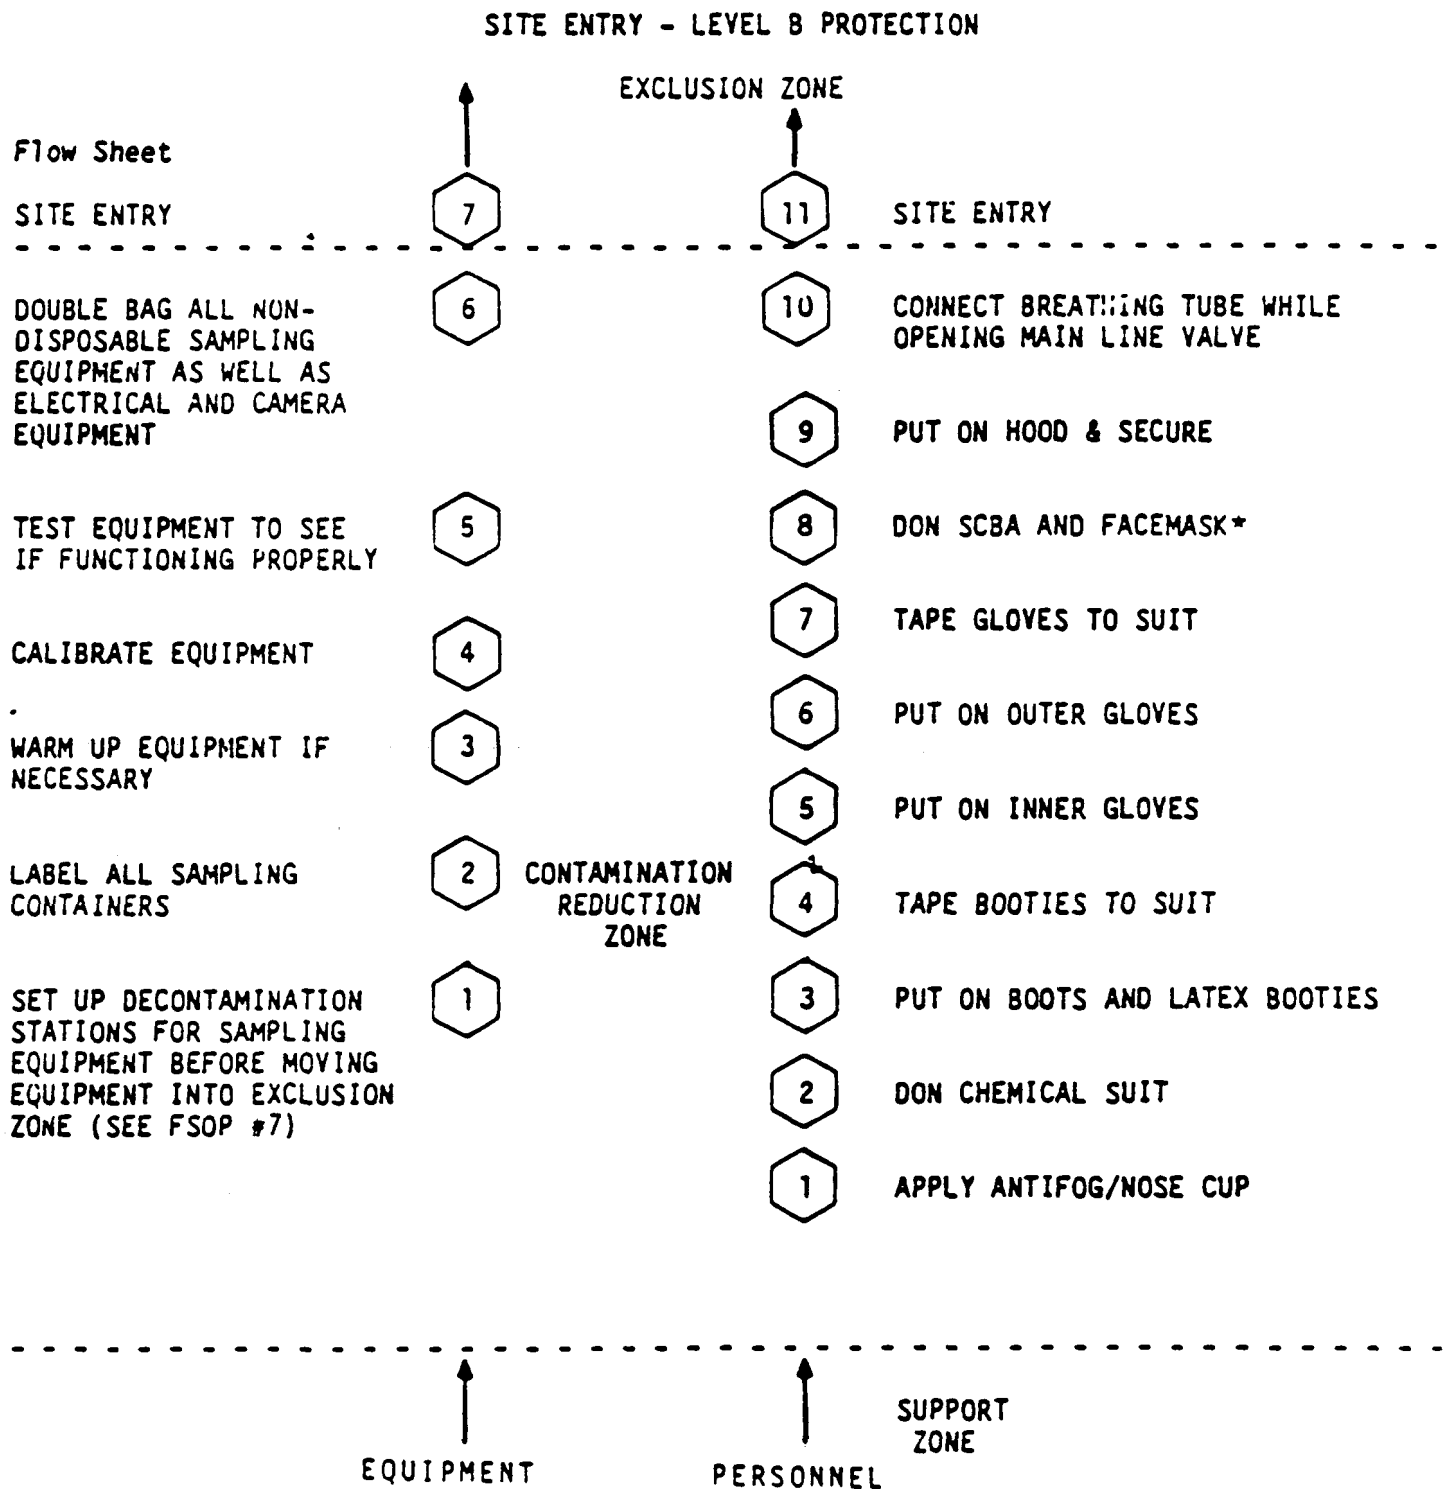 SITE ENTRY - LEVEL B PROTECTION
EXCLUSION ZONE
Flow Sheet
SITE ENTRY
7
11
SITE ENTRY
DOUBLE BAG ALL NON-
DISPOSABLE SAMPLING
EQUIPMENT AS WELL AS
ELECTRICAL AND CAMERA
EQUIPMENT
6
TEST EQUIPMENT TO SEE
IF FUNCTIONING PROPERLY
5
CALIBRATE EQUIPMENT
4
WARM UP EQUIPMENT IF
NECESSARY
3
LABEL ALL SAMPLING
CONTAINERS
2
SET UP DECONTAMINATION
STATIONS FOR SAMPLING
EQUIPMENT BEFORE MOVING
EQUIPMENT INTO EXCLUSION
ZONE (SEE FSOP #7)
1
CONTAMINATION
REDUCTION
ZONE
10
CONNECT BREATHING TUBE WHILE
OPENING MAIN LINE VALVE
9
PUT ON HOOD & SECURE
8
DON SCBA AND FACEMASK*
7
TAPE GLOVES TO SUIT
6
PUT ON OUTER GLOVES
5
PUT ON INNER GLOVES
4
TAPE BOOTIES TO SUIT
3
PUT ON BOOTS AND LATEX BOOTIES
2
DON CHEMICAL SUIT
1
APPLY ANTIFOG/NOSE CUP
SUPPORT
ZONE
EQUIPMENT
PERSONNEL